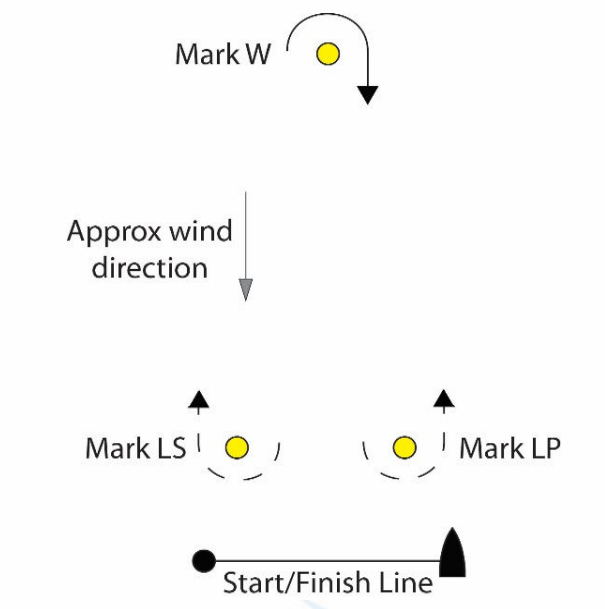 Mark W
Approx wind
direction
Mark LS
Mark LP
Start/Finish Line